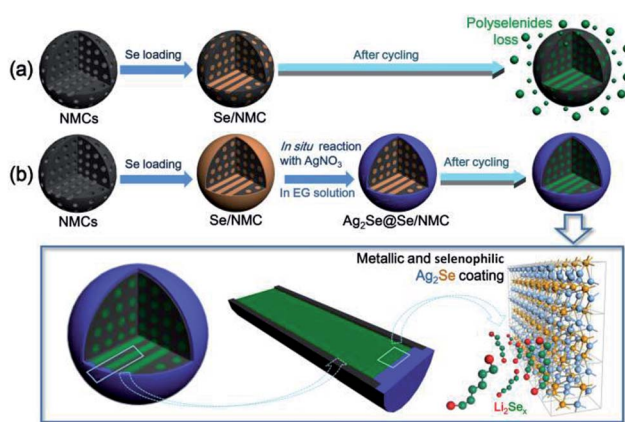 Polyselenides
loss
(a)
Se loading
After cycling
NMCs
Se/NMC
In situ reaction
with AgNO3
(b)
Se loading
In EG solution
After cycling
NMCs
Se/NMC
Ag2Se@Se/NMC
Metallic and selenophilic
Ag2Se coating
Li2Sex